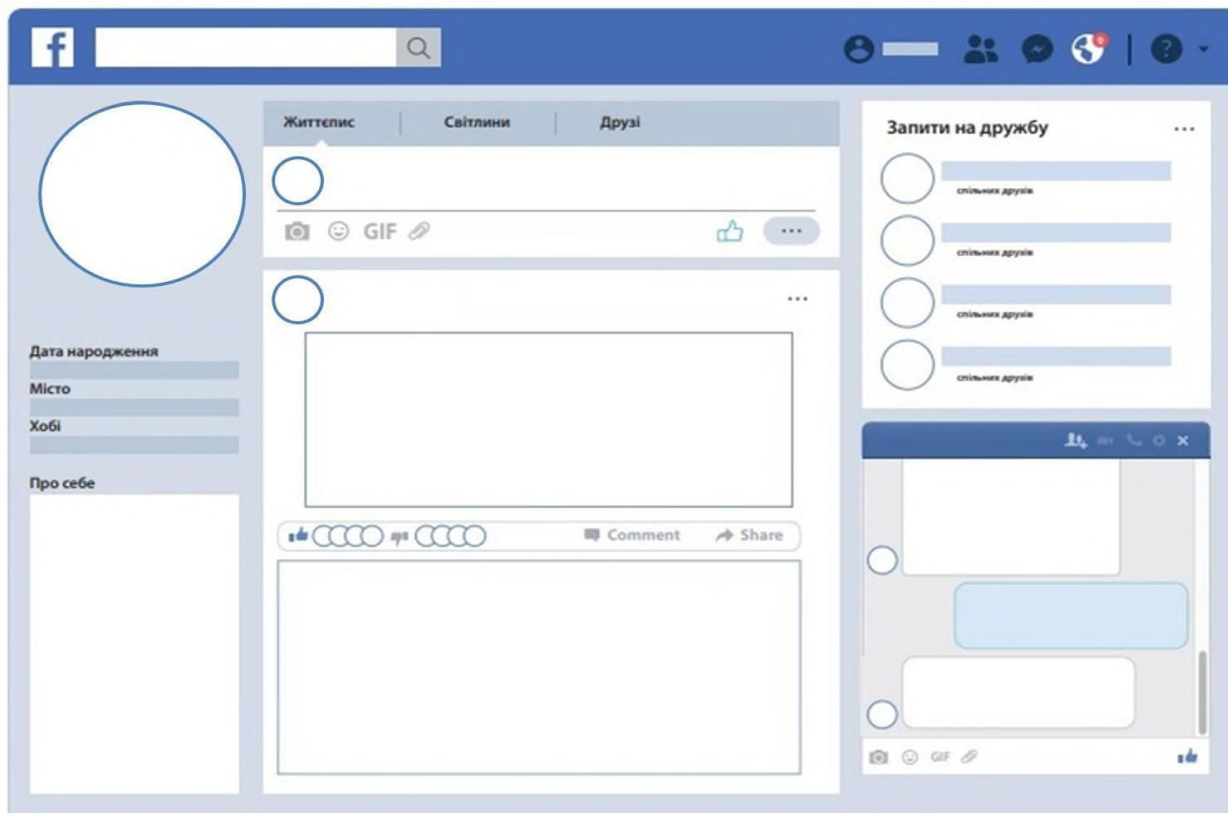 f
Життєпис Світлини Друзі
GIF
Дата народження
Місто
Хобі
Про себе
Comment Share
Запити на дружбу
спільних друзів
спільних друзів
спільних друзів
спільних друзів
GIF